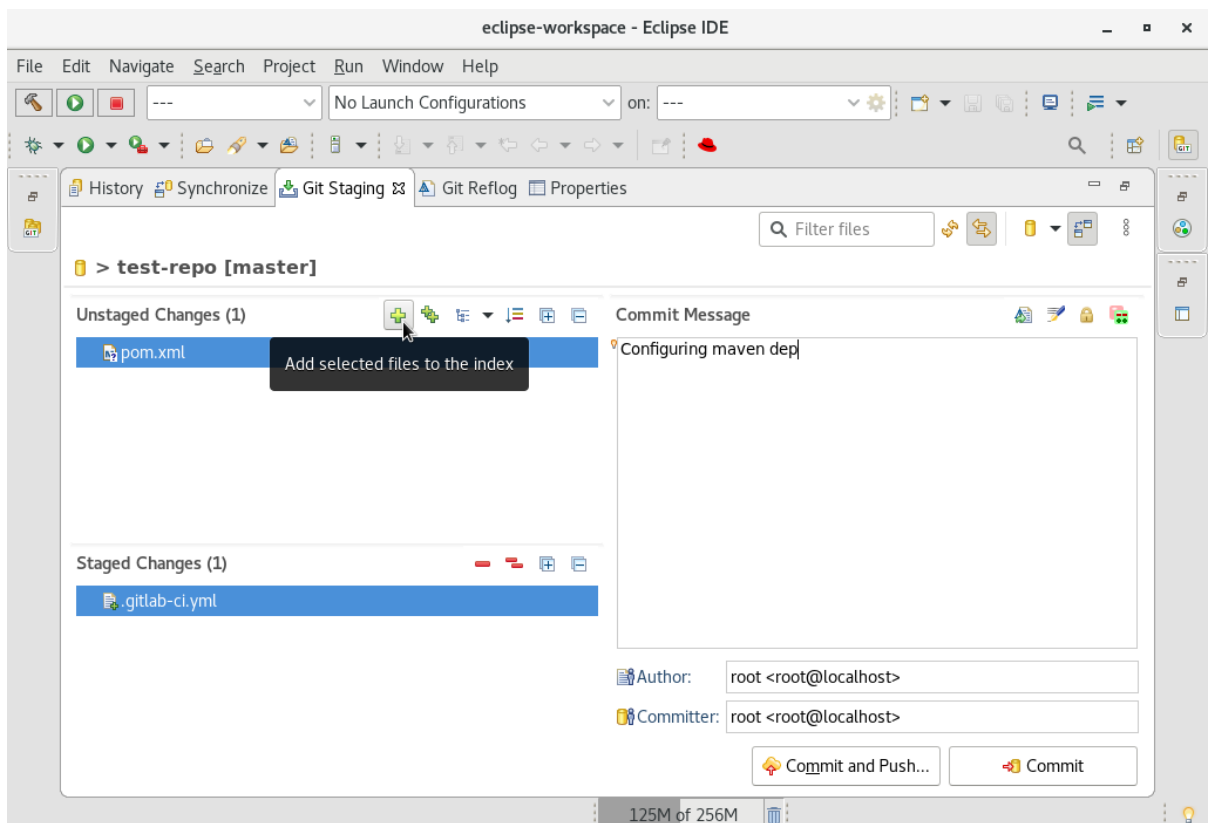 eclipse-workspace - Eclipse IDE
File Edit Navigate Search Project Run Window Help
--- No Launch Configurations on: ---
History Synchronize Git Staging Git Reflog Properties
Filter files
> test-repo [master]
Unstaged Changes (1)
pom.xml
Add selected files to the index
Staged Changes (1)
.gitlab-ci.yml
Commit Message
Configuring maven dep
Author: root <root@localhost>
Committer: root <root@localhost>
Commit and Push... Commit
125M of 256M